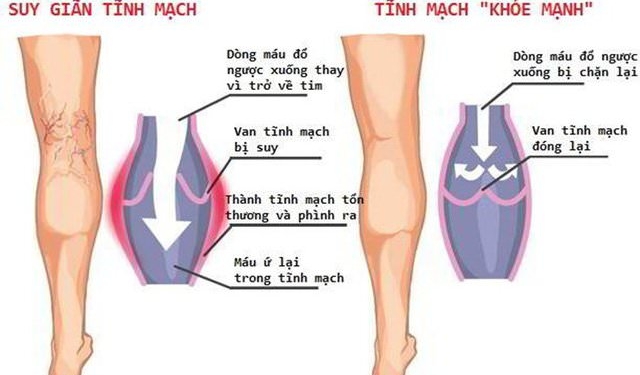 SUY GIÃN TĨNH MẠCH
Dòng máu đổ
ngược xuống thay
vì trở về tim
Van tĩnh mạch
bị suy
Thành tĩnh mạch tổn
thương và phình ra
Máu ứ lại
trong tĩnh mạch
TĨNH MẠCH "KHỎE MẠNH"
Dòng máu đổ ngược
xuống bị chặn lại
Van tĩnh mạch
đóng lại